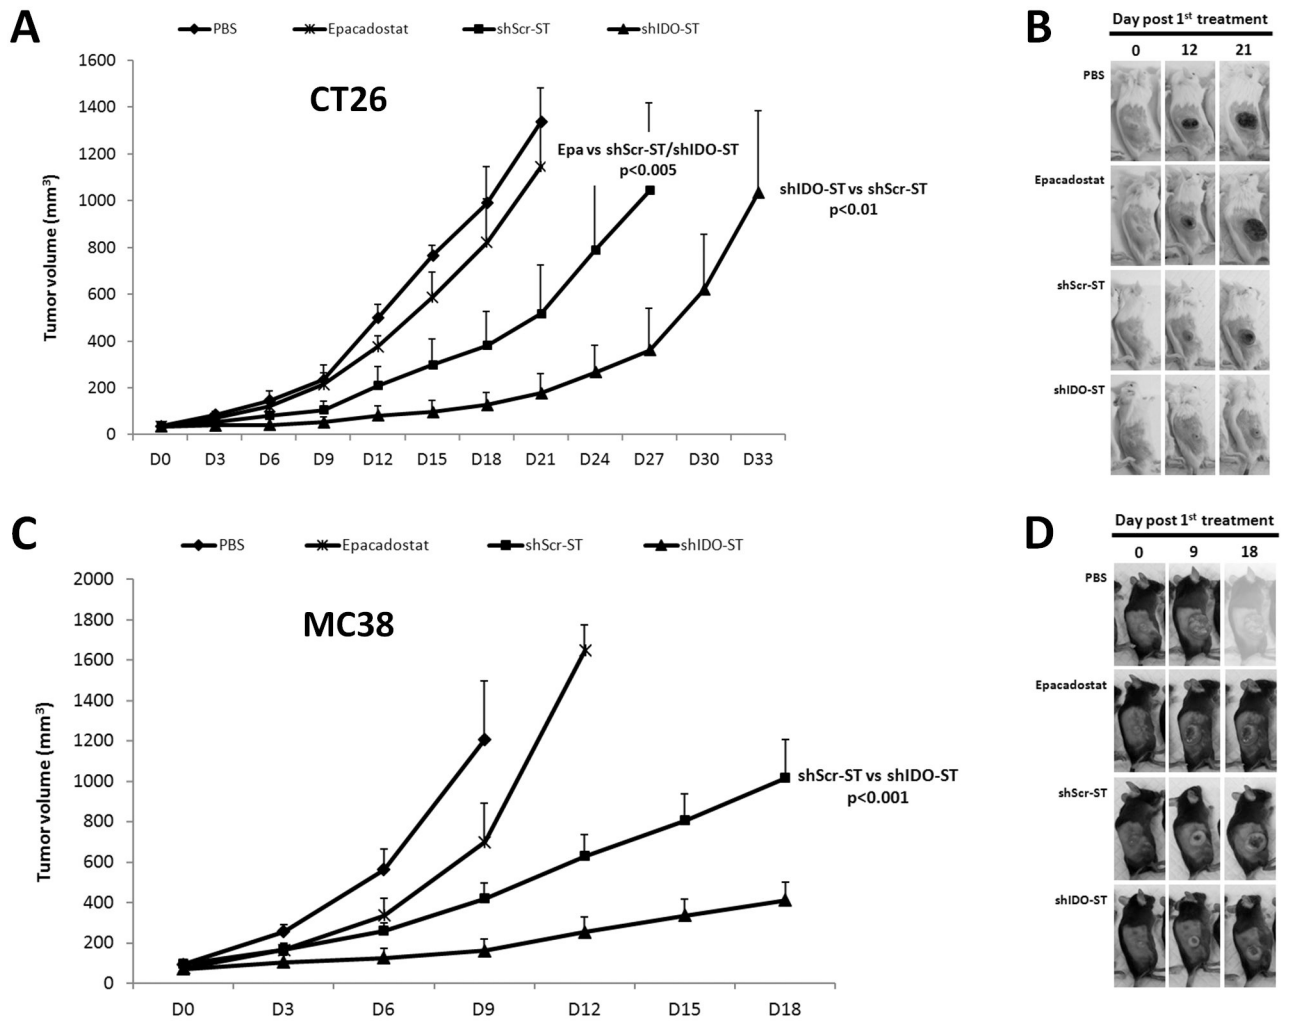 A
PBS
Epacadostat
shScr-ST
shIDO-ST
CT26
Tumor volume (mm³)
1600
1400
1200
1000
800
600
400
200
0
Epa vs shScr-ST/shIDO-ST
p<0.005
shIDO-ST vs shScr-ST
p<0.01
D0 D3 D6 D9 D12 D15 D18 D21 D24 D27 D30 D33
B
Day post 1st treatment
0 12 21
PBS
Epacadostat
shScr-ST
shIDO-ST
C
PBS
Epacadostat
shScr-ST
shIDO-ST
MC38
Tumor volume (mm³)
2000
1800
1600
1400
1200
1000
800
600
400
200
0
shScr-ST vs shIDO-ST
p<0.001
D0 D3 D6 D9 D12 D15 D18
D
Day post 1st treatment
0 9 18
PBS
Epacadostat
shScr-ST
shIDO-ST